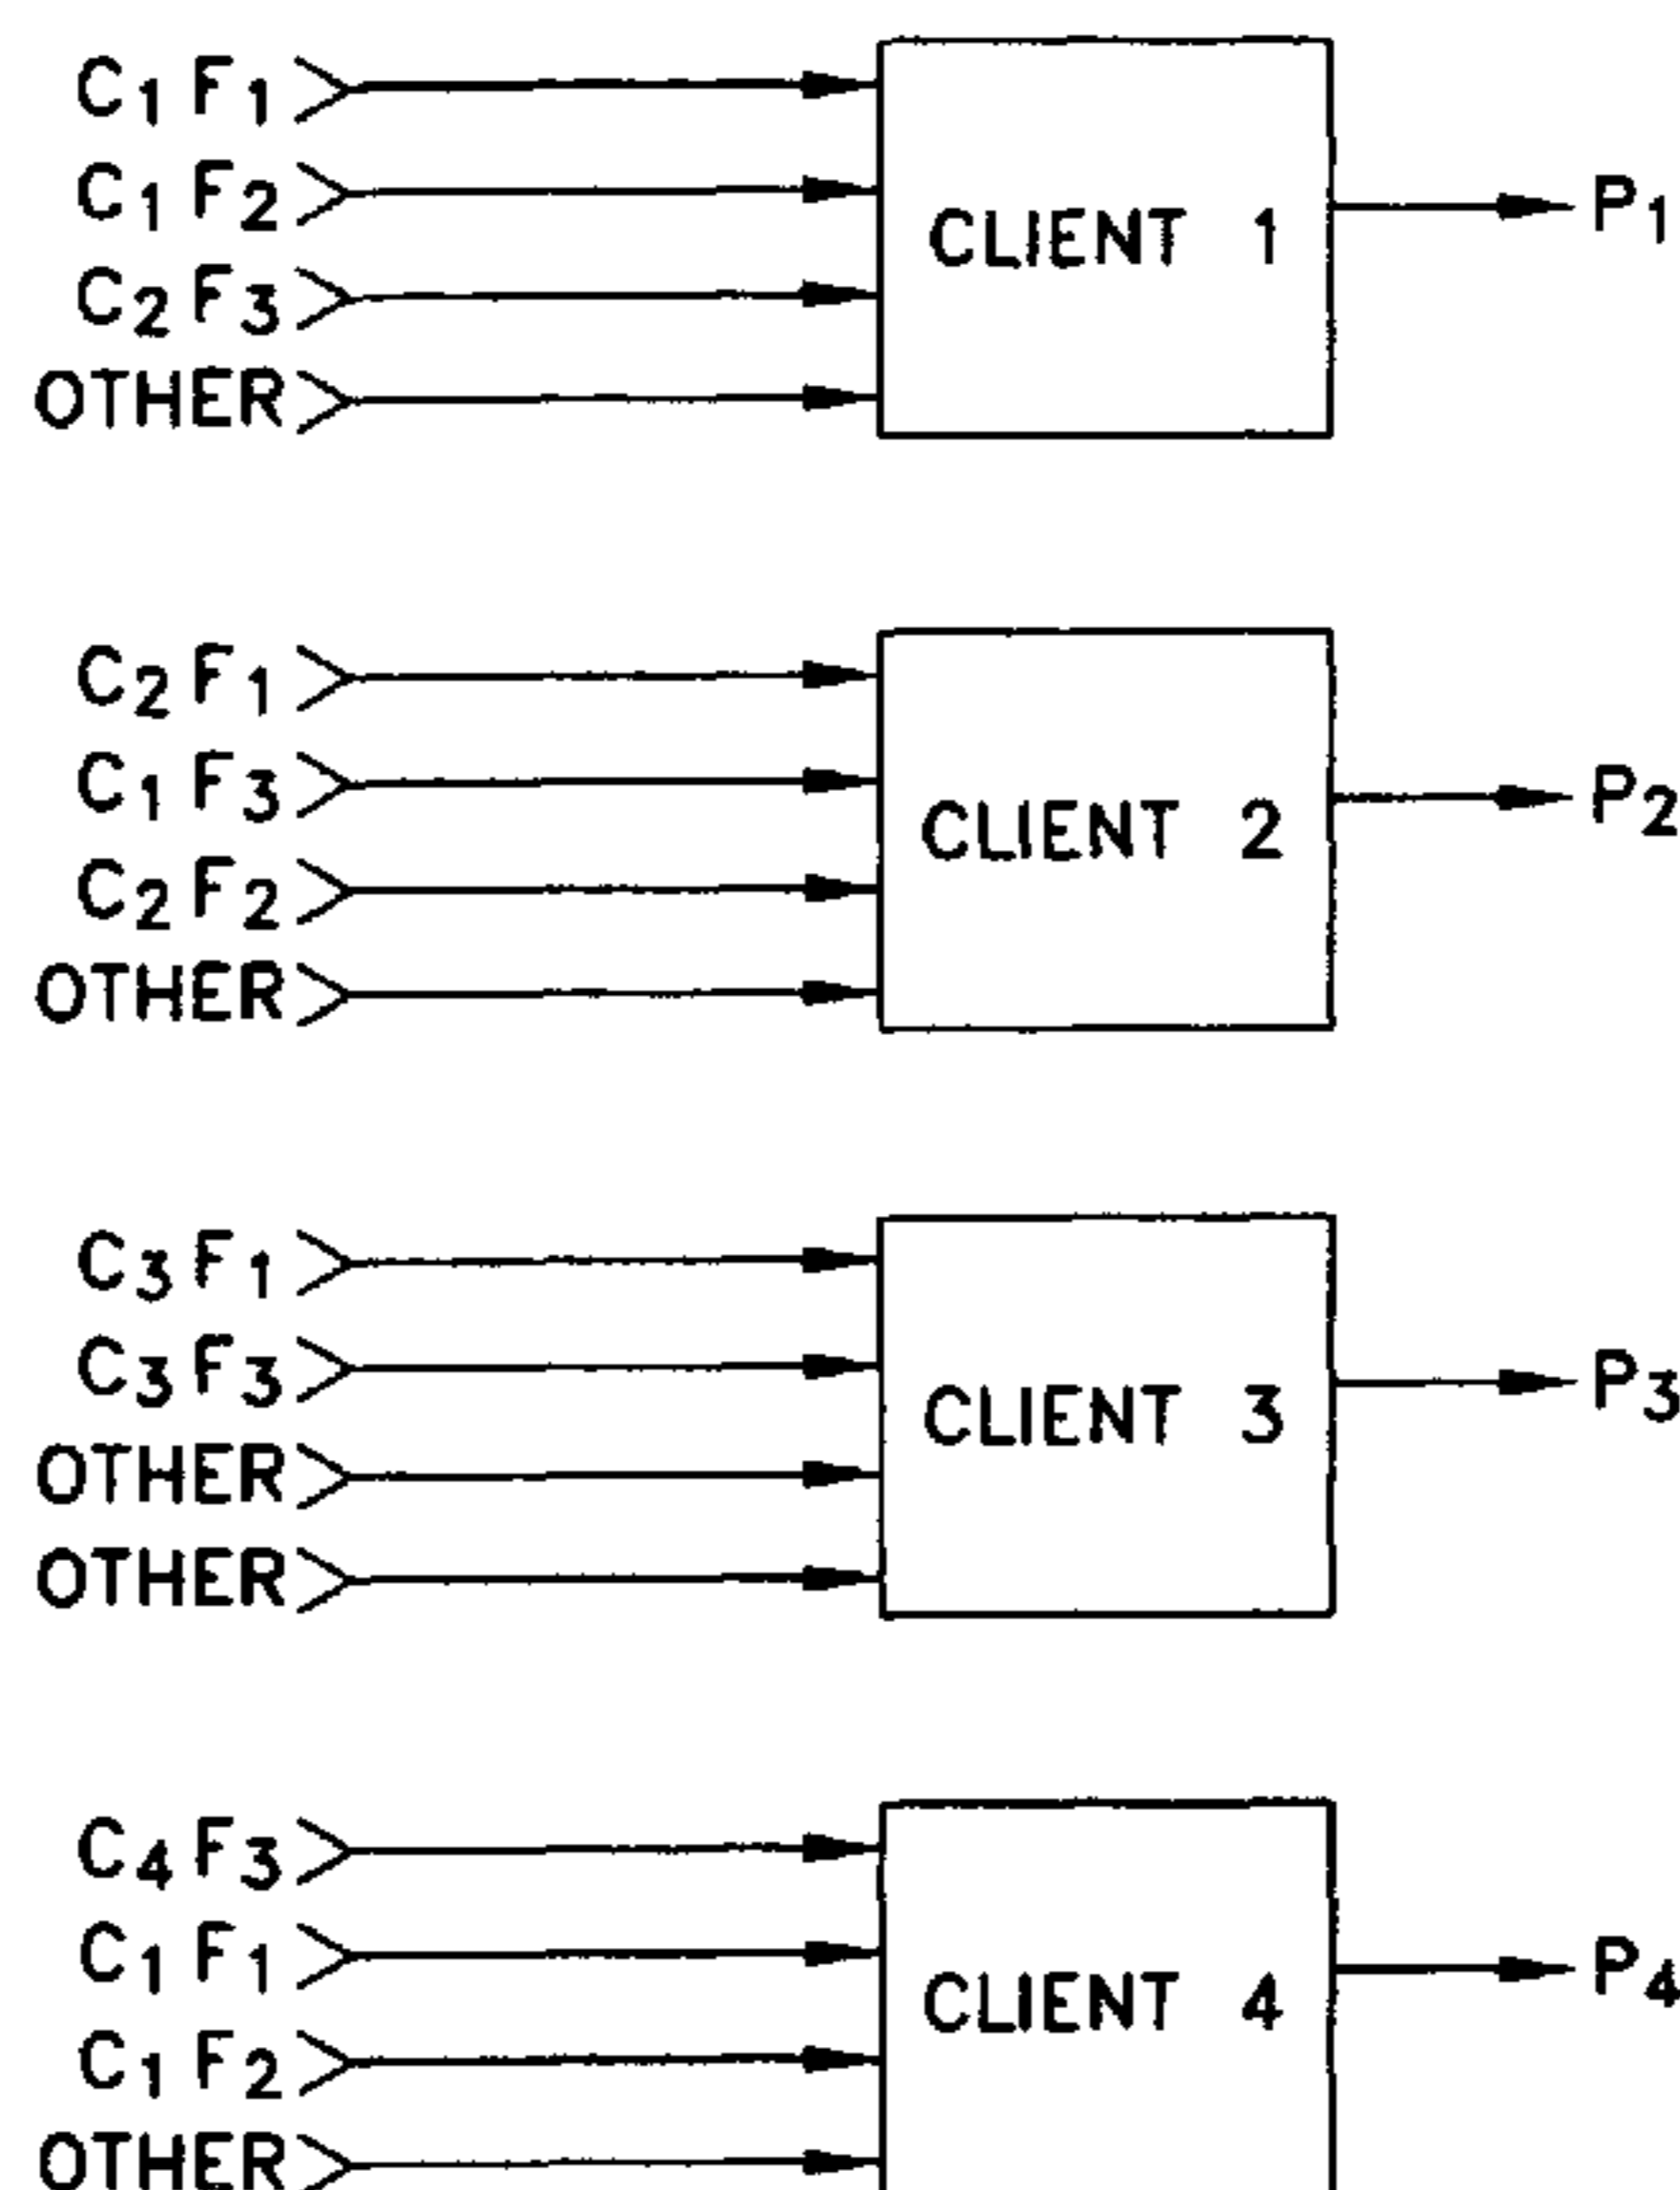 C₁ F₁
C₁ F₂
CLIENT 1
P₁
C₂ F₃
OTHER
C₂ F₁
C₁ F₃
CLIENT 2
P₂
C₂ F₂
OTHER
C₃ F₁
C₃ F₃
CLIENT 3
P₃
OTHER
OTHER
C₄ F₃
C₁ F₁
CLIENT 4
P₄
C₁ F₂
OTHER